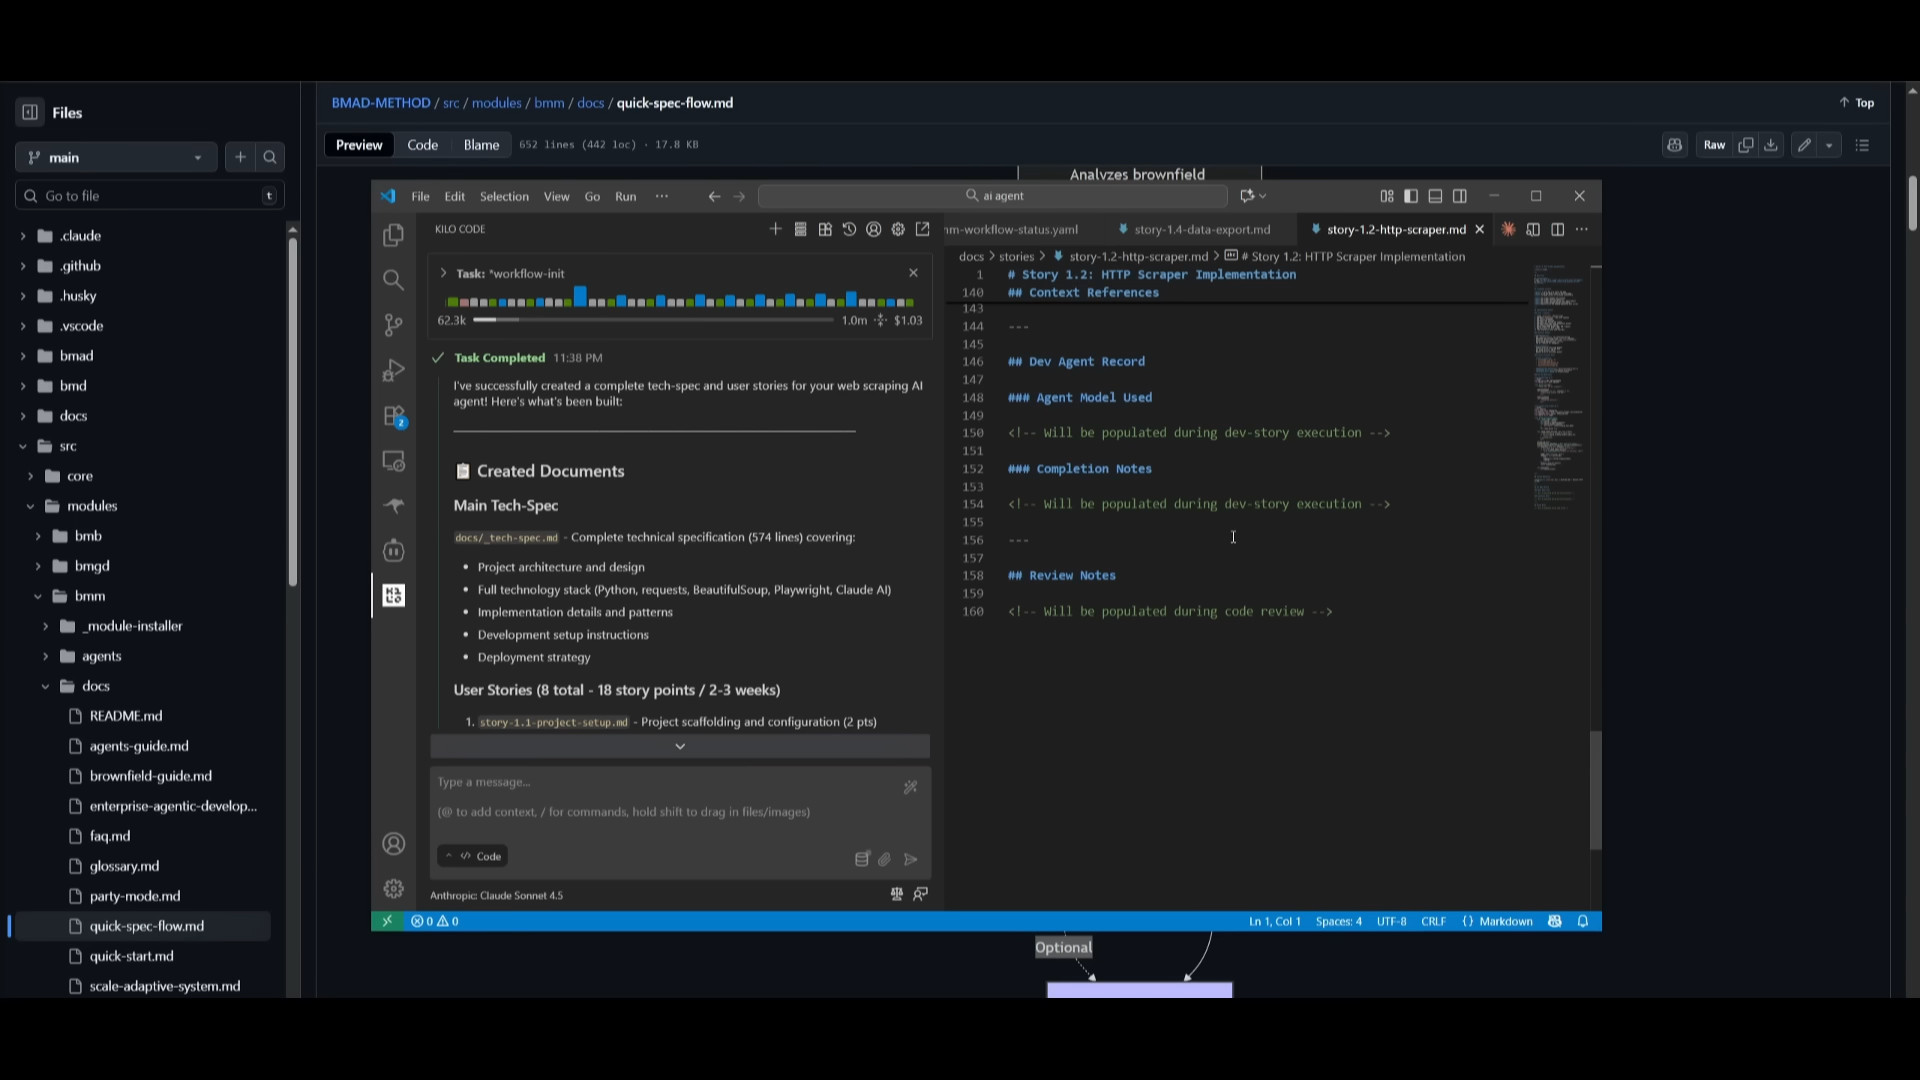 Files
main
Go to file
t
.claude
.github
.husky
.vscode
bmad
bmd
docs
src
core
modules
bmb
bmgd
bmm
_module-installer
agents
docs
README.md
agents-guide.md
brownfield-guide.md
enterprise-agentic-develop...
faq.md
glossary.md
party-mode.md
quick-spec-flow.md
quick-start.md
scale-adaptive-system.md
BMAD-METHOD / src / modules / bmm / docs / quick-spec-flow.md
Top
Preview Code Blame 652 lines (442 loc) · 17.8 KB
Raw
Analyzes brownfield
File Edit Selection View Go Run ···
ai agent
KILO CODE
Task: *workflow-init
62.3k 1.0m $1.03
Task Completed 11:38 PM
I've successfully created a complete tech-spec and user stories for your web scraping AI
agent! Here's what's been built:
Created Documents
Main Tech-Spec
docs/_tech-spec.md - Complete technical specification (574 lines) covering:
• Project architecture and design
• Full technology stack (Python, requests, BeautifulSoup, Playwright, Claude AI)
• Implementation details and patterns
• Development setup instructions
• Deployment strategy
User Stories (8 total - 18 story points / 2-3 weeks)
1. story-1.1-project-setup.md - Project scaffolding and configuration (2 pts)
Type a message...
(@ to add context, / for commands, hold shift to drag in files/images)
Code
Anthropic: Claude Sonnet 4.5
2
m-workflow-status.yaml story-1.4-data-export.md story-1.2-http-scraper.md
docs > stories > story-1.2-http-scraper.md > # Story 1.2: HTTP Scraper Implementation
1 # Story 1.2: HTTP Scraper Implementation
140 ## Context References
143
144 ---
145
146 ## Dev Agent Record
147
148 ### Agent Model Used
149
150 <!-- Will be populated during dev-story execution -->
151
152 ### Completion Notes
153
154 <!-- Will be populated during dev-story execution -->
155
156 ---
157
158 ## Review Notes
159
160 <!-- Will be populated during code review -->
0 0
Ln 1, Col 1 Spaces: 4 UTF-8 CRLF {} Markdown
Optional